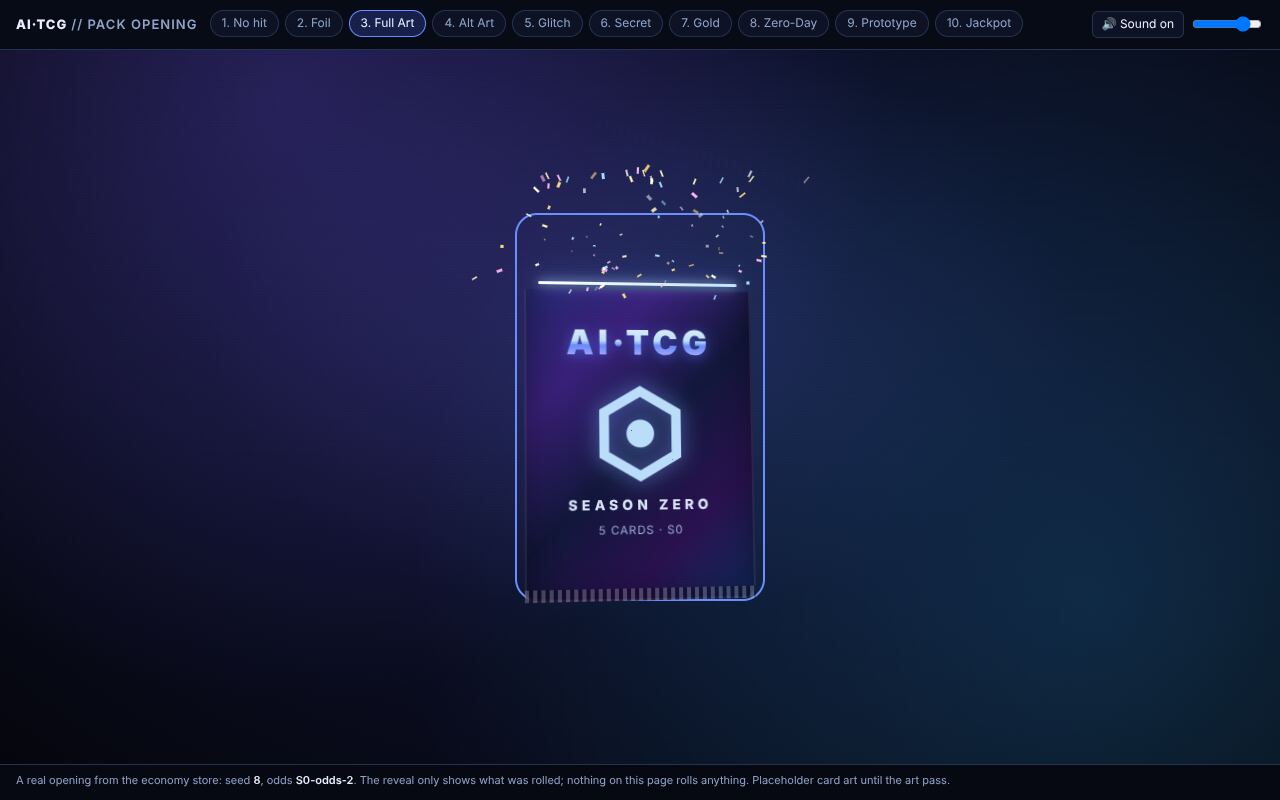 AI·TCG // PACK OPENING
1. No hit
2. Foil
3. Full Art
4. Alt Art
5. Glitch
6. Secret
7. Gold
8. Zero-Day
9. Prototype
10. Jackpot
🔊 Sound on
AI·TCG
SEASON ZERO
5 CARDS · S0
A real opening from the economy store: seed 8, odds S0-odds-2. The reveal only shows what was rolled; nothing on this page rolls anything. Placeholder card art until the art pass.